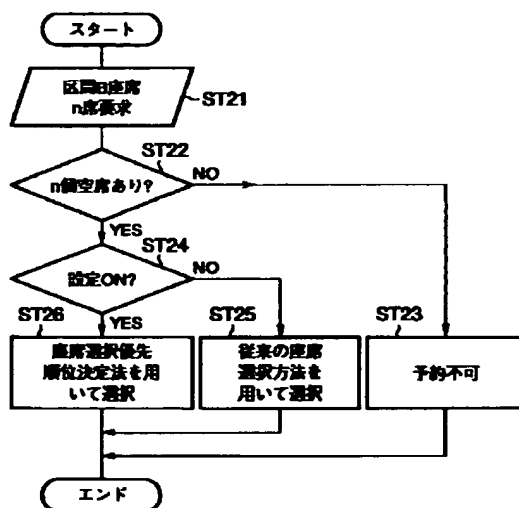 スタート
区間B座席
n席要求
ST21
ST22
n個空席あり?
NO
YES
ST24
設定ON?
NO
ST26
YES
ST25
ST23
座席選択優先
順位決定法を用
いて選択
従来の座席
選択方法を
用いて選択
予約不可
エンド